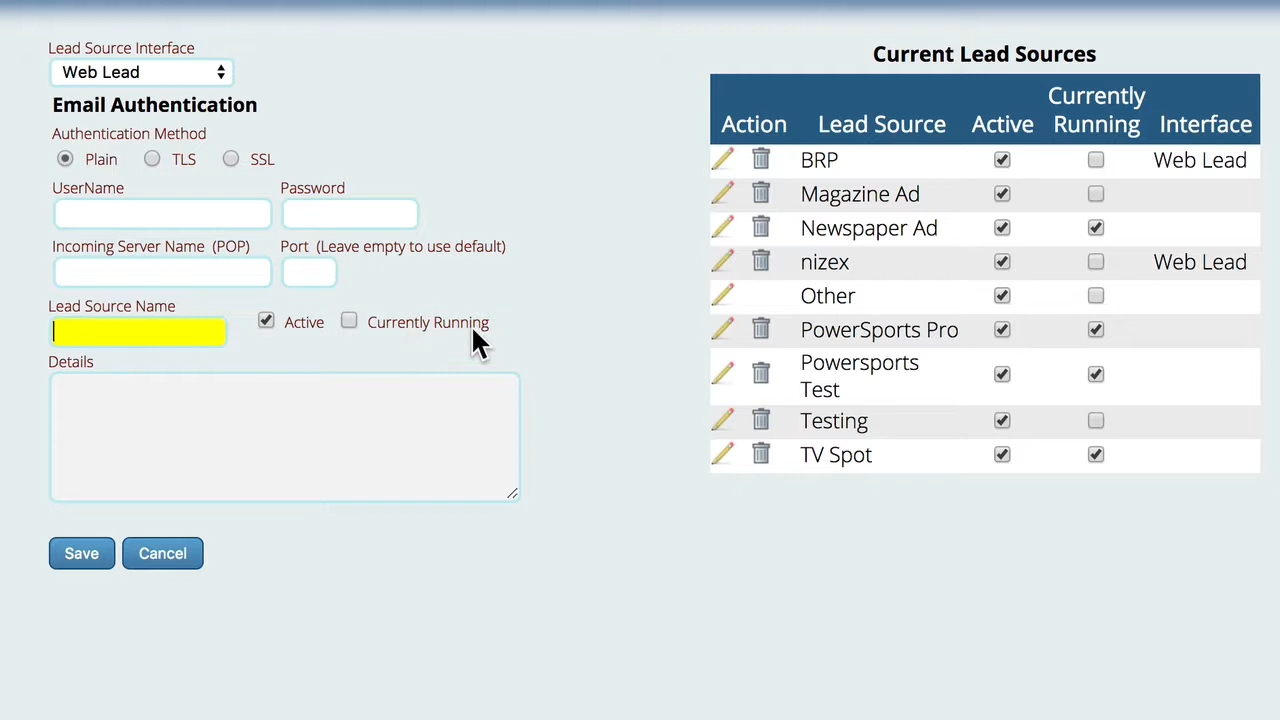 Lead Source Interface
Web Lead
Email Authentication
Authentication Method
Plain TLS SSL
UserName Password
Incoming Server Name (POP) Port (Leave empty to use default)
Lead Source Name
Active Currently Running
Details
Save Cancel
Current Lead Sources
Currently
Action Lead Source Active Running Interface
BRP Web Lead
Magazine Ad
Newspaper Ad
nizex Web Lead
Other
PowerSports Pro
Powersports
Test
Testing
TV Spot